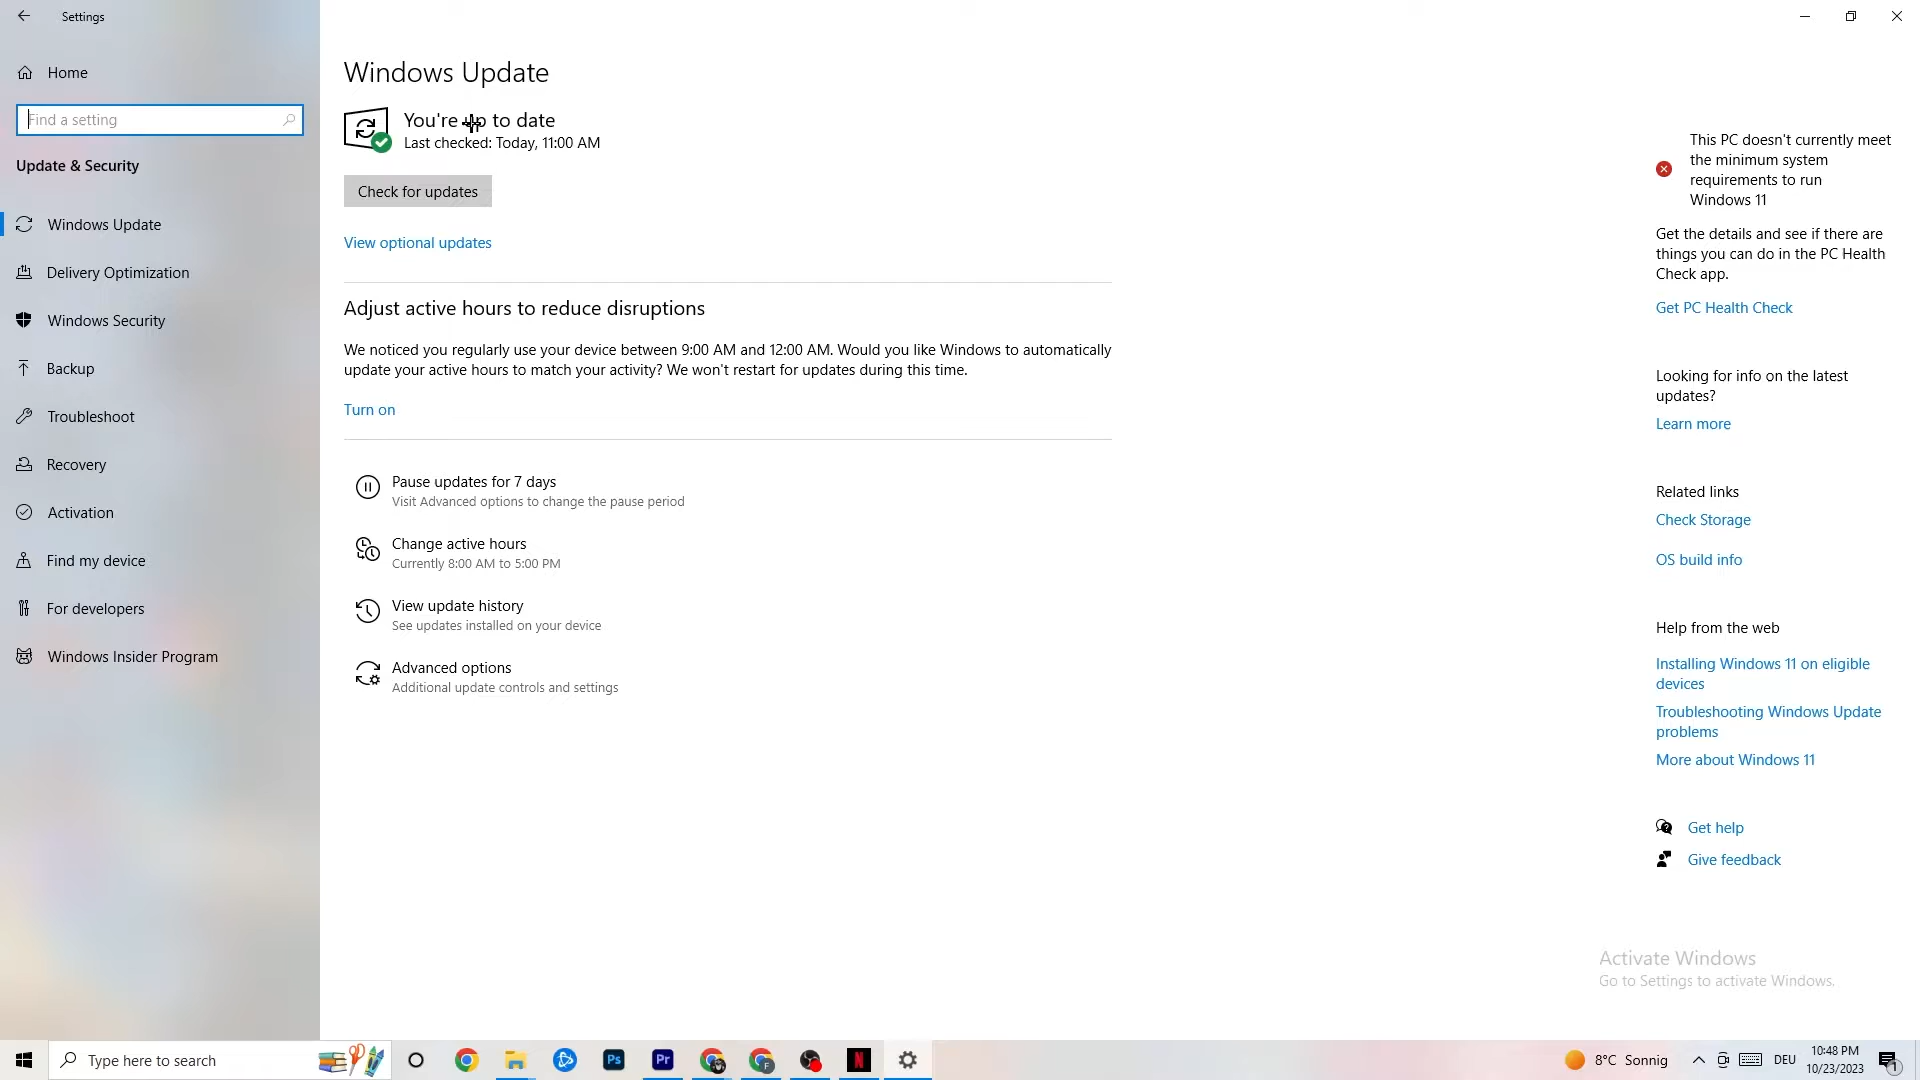 Settings
Home
Find a setting
Update & Security
Windows Update
Delivery Optimization
Windows Security
Backup
Troubleshoot
Recovery
Activation
Find my device
For developers
Windows Insider Program
Windows Update
You're up to date
Last checked: Today, 11:00 AM
Check for updates
View optional updates
Adjust active hours to reduce disruptions
We noticed you regularly use your device between 9:00 AM and 12:00 AM. Would you like Windows to automatically
update your active hours to match your activity? We won't restart for updates during this time.
Turn on
Pause updates for 7 days
Visit Advanced options to change the pause period
Change active hours
Currently 8:00 AM to 5:00 PM
View update history
See updates installed on your device
Advanced options
Additional update controls and settings
This PC doesn't currently meet
the minimum system
requirements to run
Windows 11
Get the details and see if there are
things you can do in the PC Health
Check app.
Get PC Health Check
Looking for info on the latest
updates?
Learn more
Related links
Check Storage
OS build info
Help from the web
Installing Windows 11 on eligible
devices
Troubleshooting Windows Update
problems
More about Windows 11
Get help
Give feedback
Activate Windows
Go to Settings to activate Windows.
Type here to search
Ps
Pr
F
N
8°C Sonnig
DEU
10:48 PM
10/23/2023
1